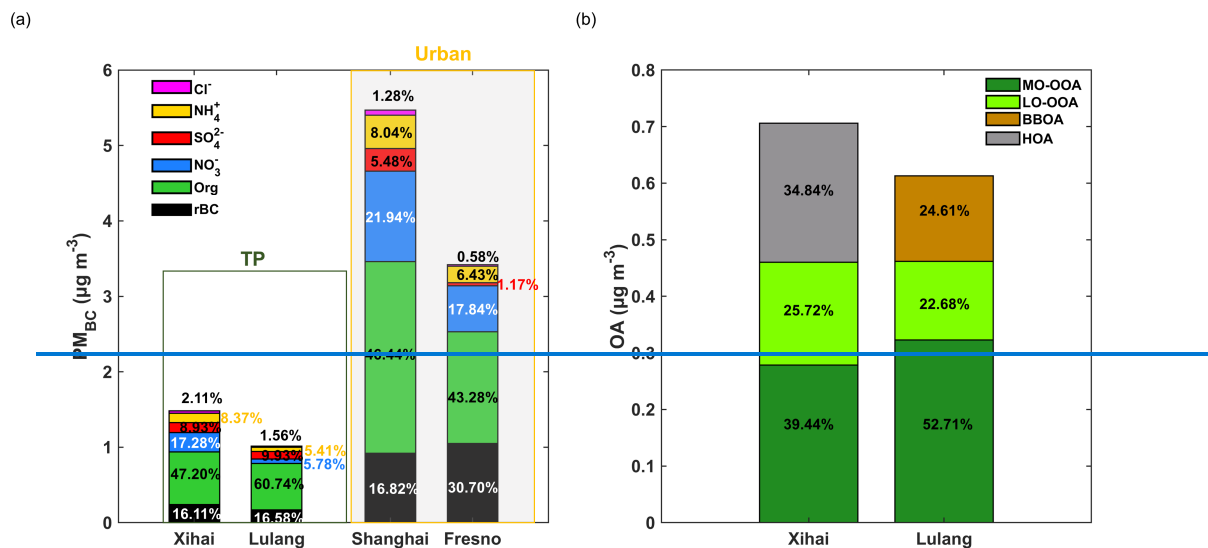 (a)
(b)
Urban
6
5
4
3
2
1
0
PM_BC (µg m^-3)
Cl^-
NH_4^+
SO_4^2-
NO_3^-
Org
rBC
TP
2.11%
8.37%
8.93%
17.28%
47.20%
16.11%
1.56%
5.41%
9.93%
5.78%
60.74%
16.58%
1.28%
8.04%
5.48%
21.94%
16.82%
0.58%
6.43%
1.17%
17.84%
43.28%
30.70%
Xihai Lulang Shanghai Fresno
0.8
0.7
0.6
0.5
0.4
0.3
0.2
0.1
0
OA (µg m^-3)
MO-OOA
LO-OOA
BBOA
HOA
34.84%
25.72%
39.44%
24.61%
22.68%
52.71%
Xihai Lulang